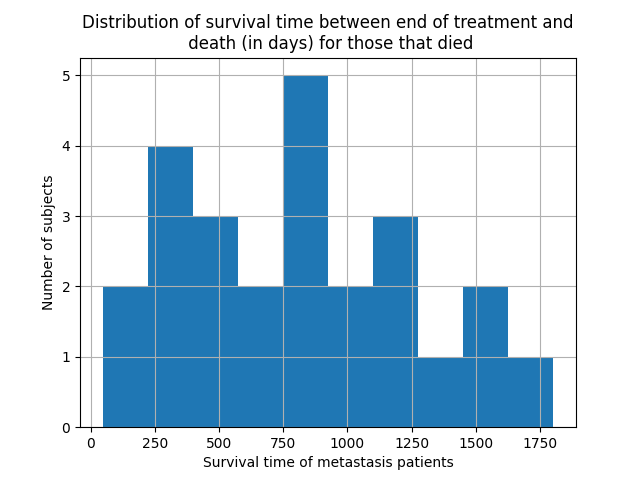 Distribution of survival time between end of treatment and
death (in days) for those that died
5
4
3
2
1
0
Number of subjects
0 250 500 750 1000 1250 1500 1750
Survival time of metastasis patients